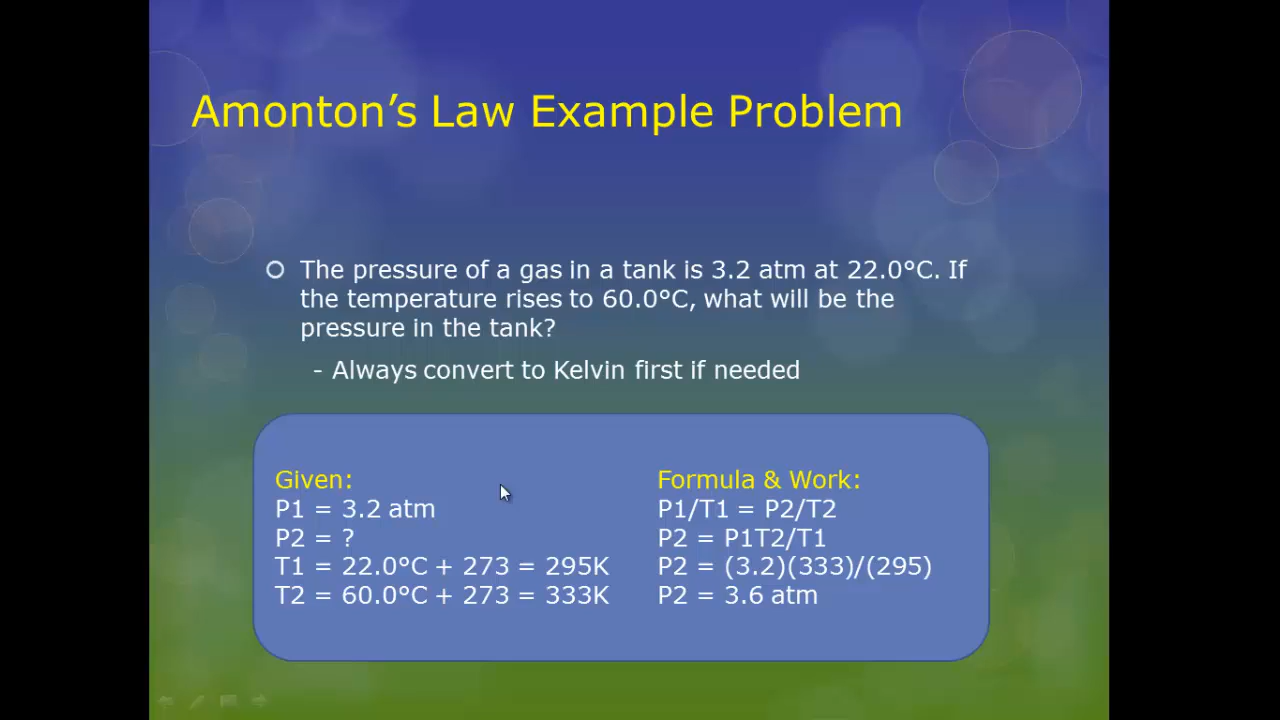 Amonton’s Law Example Problem
The pressure of a gas in a tank is 3.2 atm at 22.0°C. If
the temperature rises to 60.0°C, what will be the
pressure in the tank?
- Always convert to Kelvin first if needed
Given:
P1 = 3.2 atm
P2 = ?
T1 = 22.0°C + 273 = 295K
T2 = 60.0°C + 273 = 333K
Formula & Work:
P1/T1 = P2/T2
P2 = P1T2/T1
P2 = (3.2)(333)/(295)
P2 = 3.6 atm